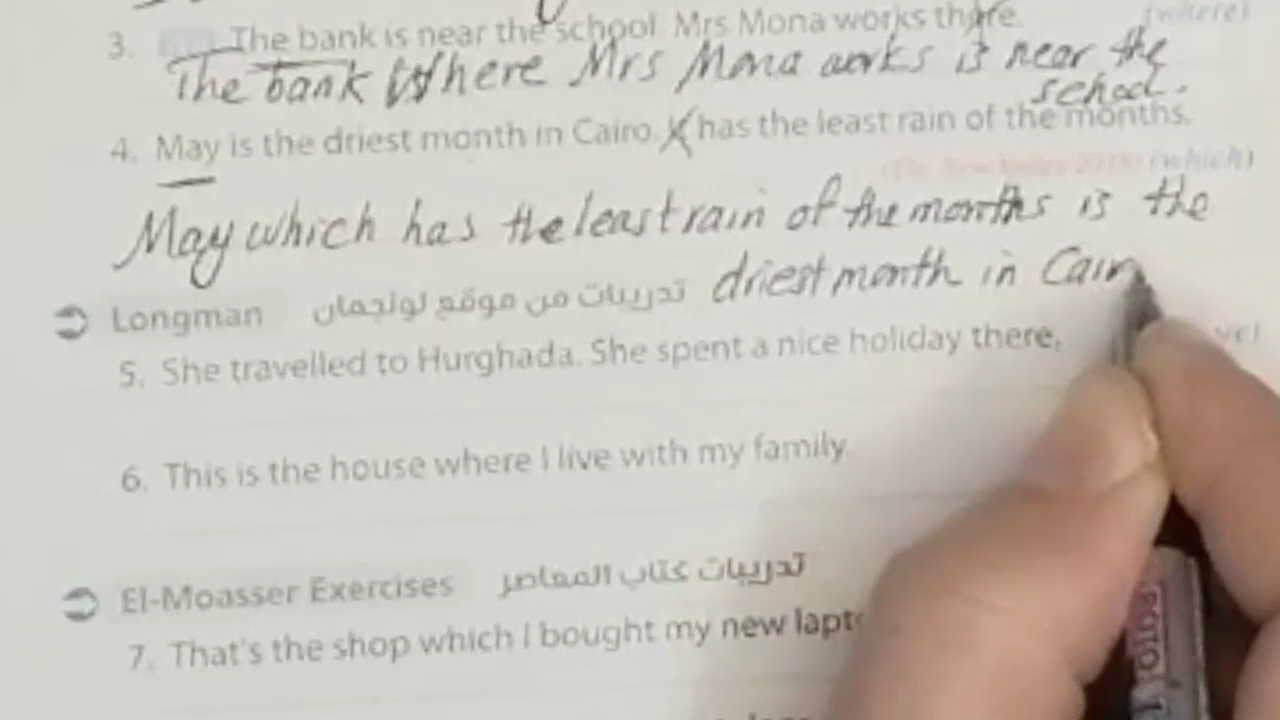 3. The bank is near the school. Mrs Mona works there. (where)
The bank Where Mrs Mona works is near the
school.
4. May is the driest month in Cairo. It has the least rain of the months.
(which)
May which has the least rain of the months is the
driest month in Cairo
Longman تدريبات من موقع لونجمان
5. She travelled to Hurghada. She spent a nice holiday there.
6. This is the house where I live with my family.
El-Moasser Exercises تدريبات كتاب المعاصر
7. That's the shop which I bought my new lapto